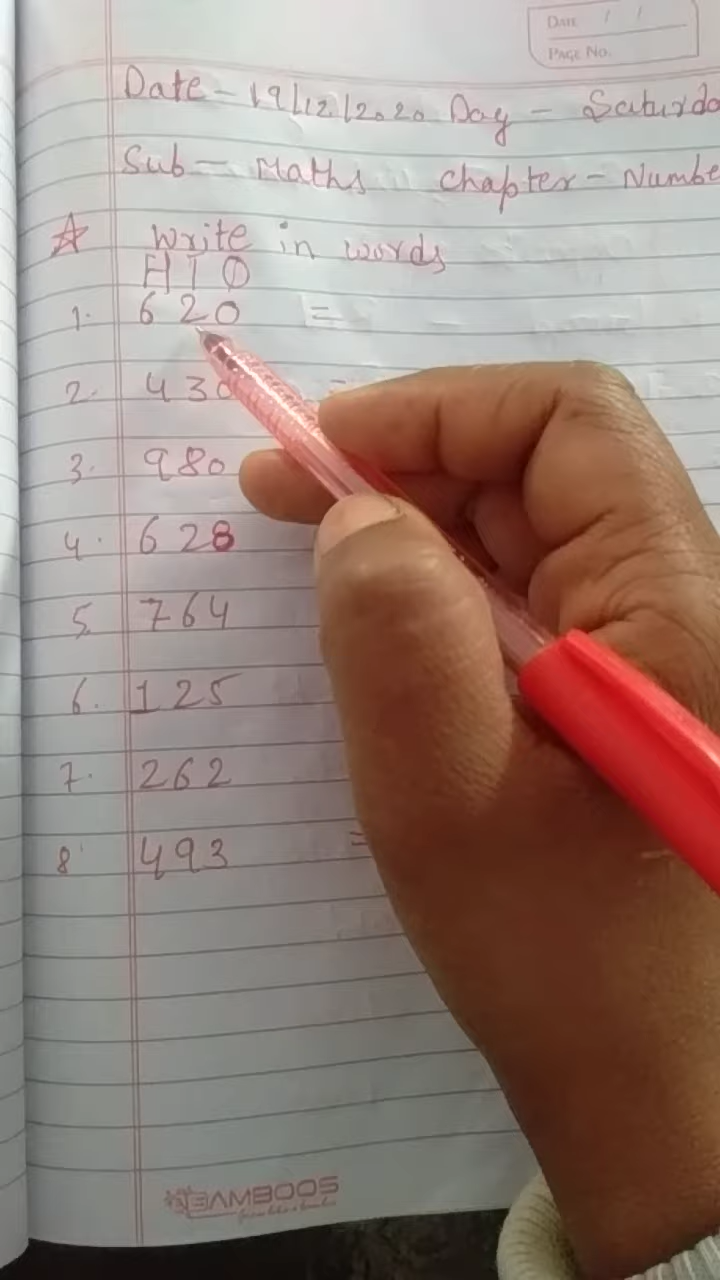 DATE / /
PAGE NO.
Date - 19/12/2020 Day - Saturda
Sub - Maths chapter - Numbe
Write in words
H T O
1. 620 =
2. 430 =
3. 980
4. 628
5. 764
6. 125
7. 262
8 493 =
BAMBOOS